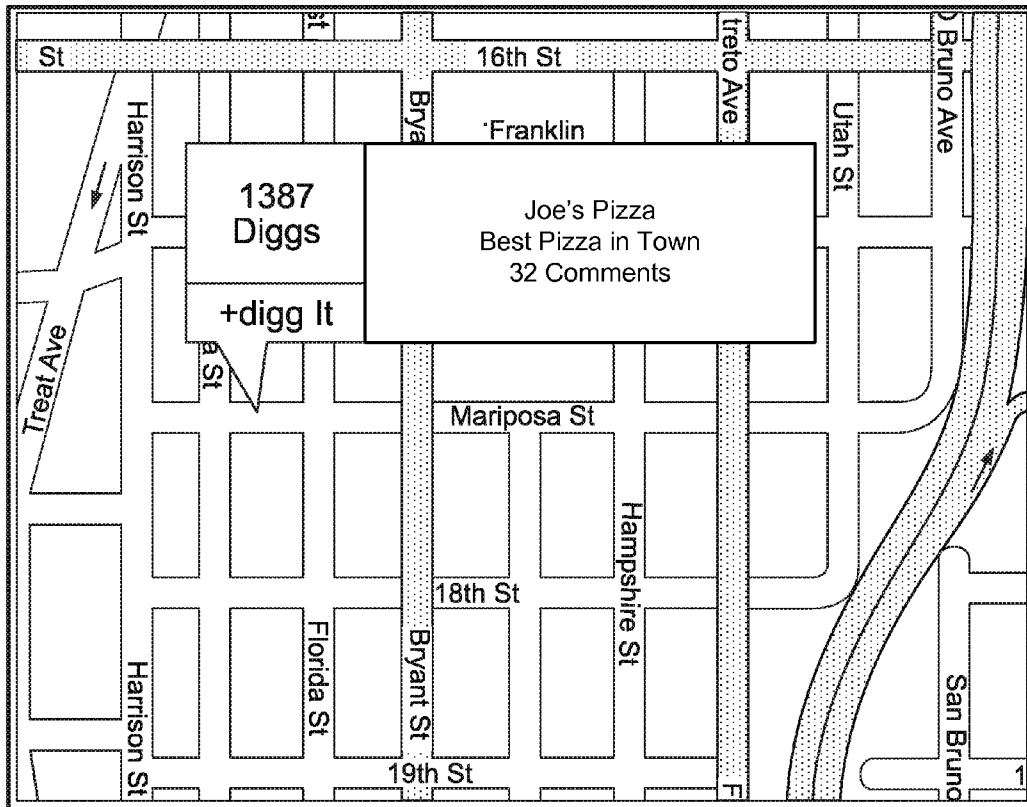 St
16th St
st
Bruno Ave
treto Ave
Harrison St
Brya
Franklin
Utah St
1387
Diggs
Joe's Pizza
Best Pizza in Town
32 Comments
+digg It
a St
Treat Ave
Mariposa St
Hampshire St
18th St
Florida St
Bryant St
Harrison St
San Bruno
19th St
F
1